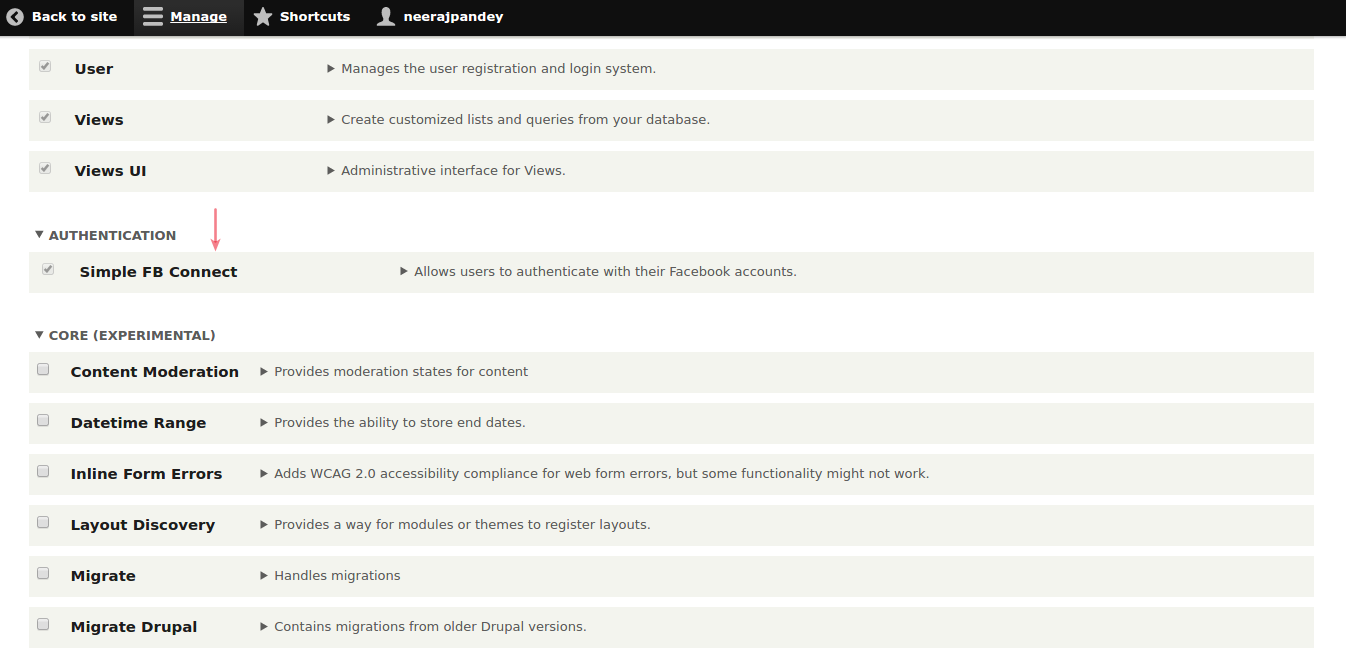 Back to site Manage Shortcuts neerajpandey
User Manages the user registration and login system.
Views Create customized lists and queries from your database.
Views UI Administrative interface for Views.
AUTHENTICATION
Simple FB Connect Allows users to authenticate with their Facebook accounts.
CORE (EXPERIMENTAL)
Content Moderation Provides moderation states for content
Datetime Range Provides the ability to store end dates.
Inline Form Errors Adds WCAG 2.0 accessibility compliance for web form errors, but some functionality might not work.
Layout Discovery Provides a way for modules or themes to register layouts.
Migrate Handles migrations
Migrate Drupal Contains migrations from older Drupal versions.